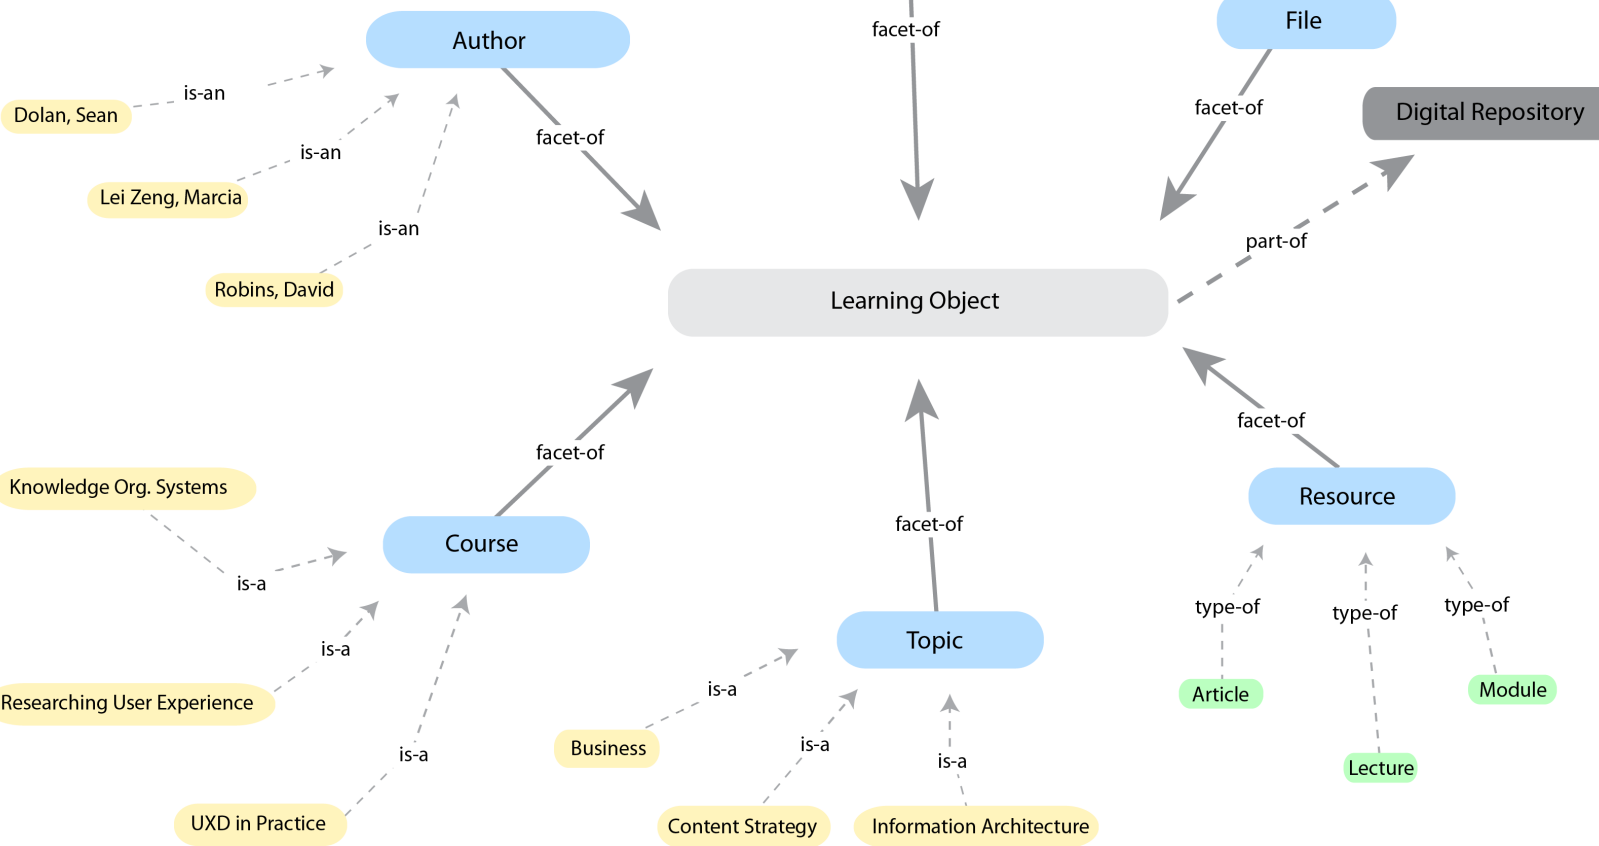 facet-of
File
Author
is-an
Dolan, Sean
facet-of
Digital Repository
facet-of
is-an
Lei Zeng, Marcia
is-an
part-of
Robins, David
Learning Object
facet-of
facet-of
Knowledge Org. Systems
Resource
facet-of
Course
is-a
type-of
type-of
type-of
Topic
is-a
is-a
Article
Module
Researching User Experience
is-a
Business
is-a
is-a
Lecture
UXD in Practice
Content Strategy
Information Architecture